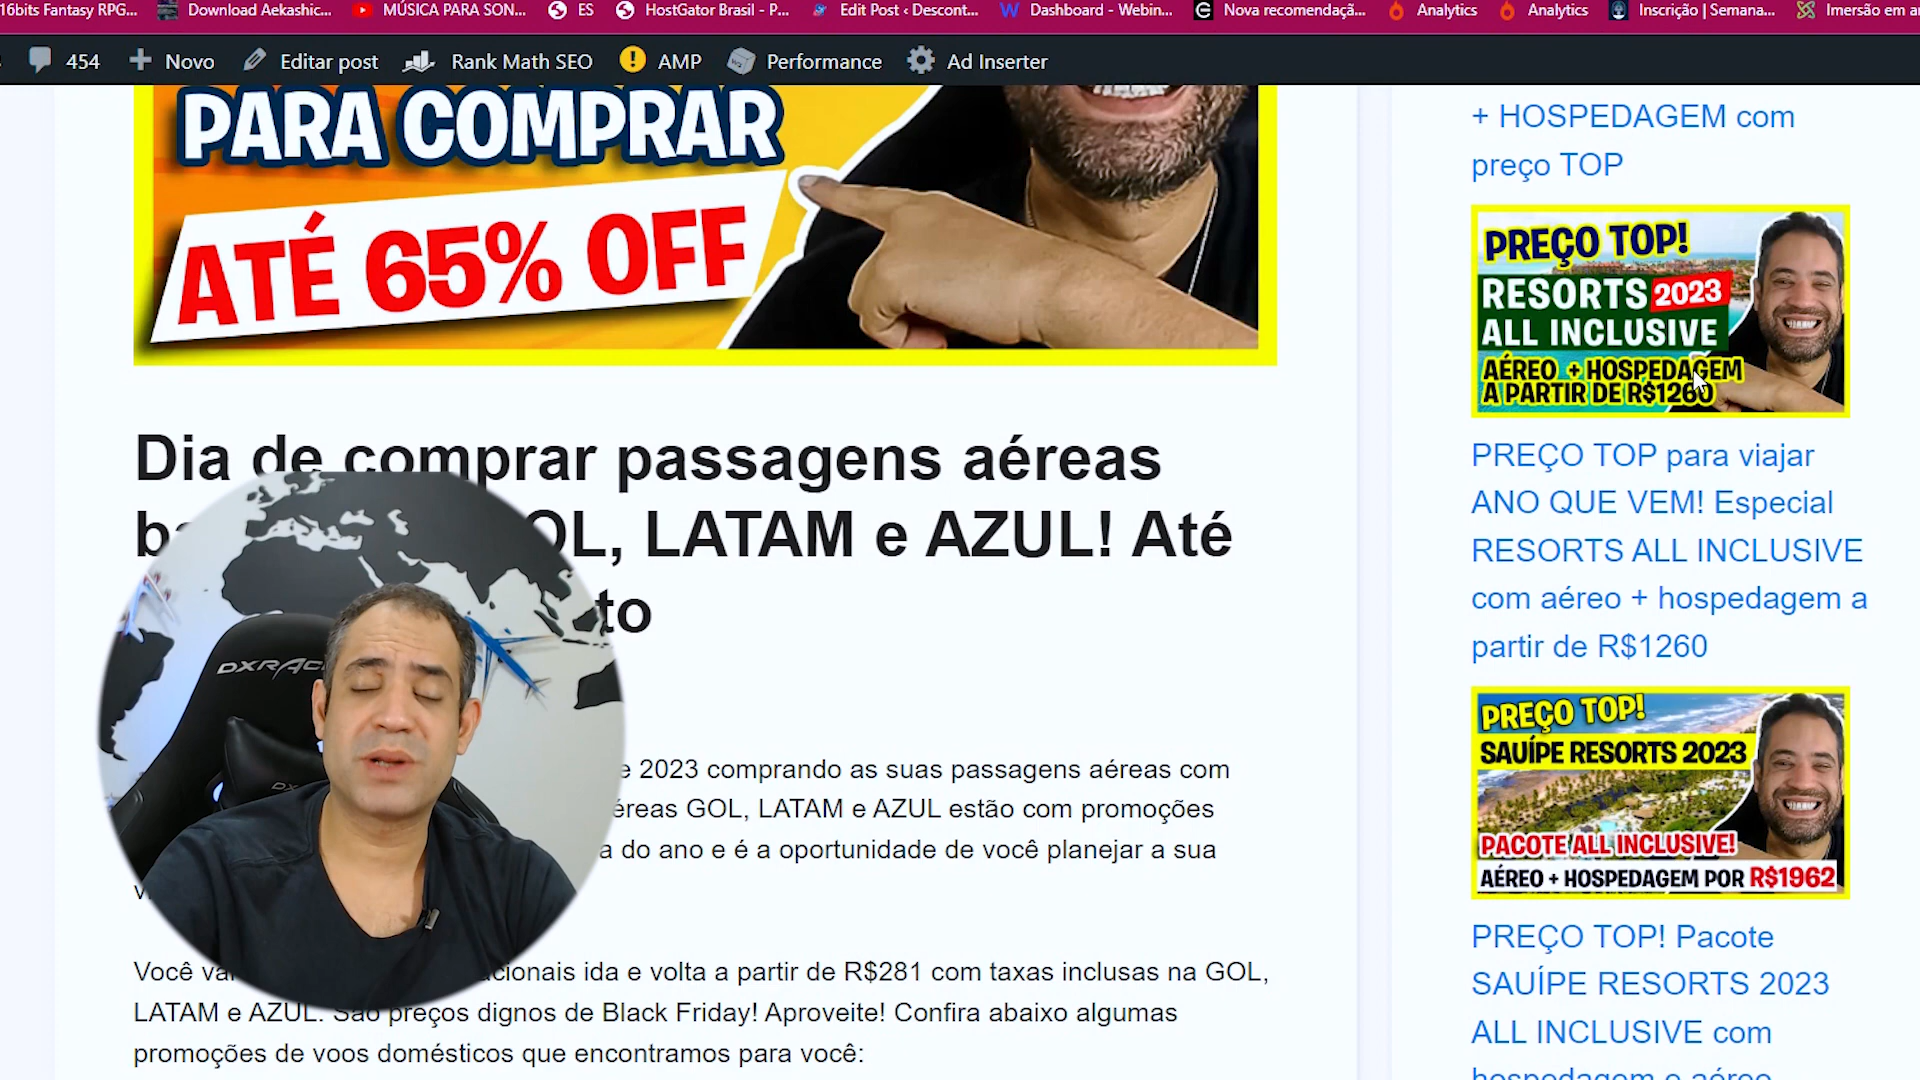 16bits Fantasy RPG...
Download Aekashic...
MÚSICA PARA SON...
ES
HostGator Brasil - P...
Edit Post ‹ Descont...
Dashboard - Webin...
Nova recomendaçã...
Analytics
Analytics
Inscrição | Semana...
Imersão em
454
Novo
Editar post
Rank Math SEO
AMP
Performance
Ad Inserter
PARA COMPRAR
ATÉ 65% OFF
Dia de comprar passagens aéreas
LATAM e AZUL! Até
2023 comprando as suas passagens aéreas com
GOL, LATAM e AZUL estão com promoções
do ano e é a oportunidade de você planejar a sua
Você
ida e volta a partir de R$281 com taxas inclusas na GOL,
LATAM e AZUL. São preços dignos de Black Friday! Aproveite! Confira abaixo algumas
promoções de voos domésticos que encontramos para você:
DXRAC
DX
+ HOSPEDAGEM com
preço TOP
PREÇO TOP!
RESORTS 2023
ALL INCLUSIVE
AÉREO + HOSPEDAGEM
A PARTIR DE R$1260
PREÇO TOP para viajar
ANO QUE VEM! Especial
RESORTS ALL INCLUSIVE
com aéreo + hospedagem a
partir de R$1260
PREÇO TOP!
SAUÍPE RESORTS 2023
PACOTE ALL INCLUSIVE!
AÉREO + HOSPEDAGEM POR R$1962
PREÇO TOP! Pacote
SAUÍPE RESORTS 2023
ALL INCLUSIVE com
hospedagem e aéreo